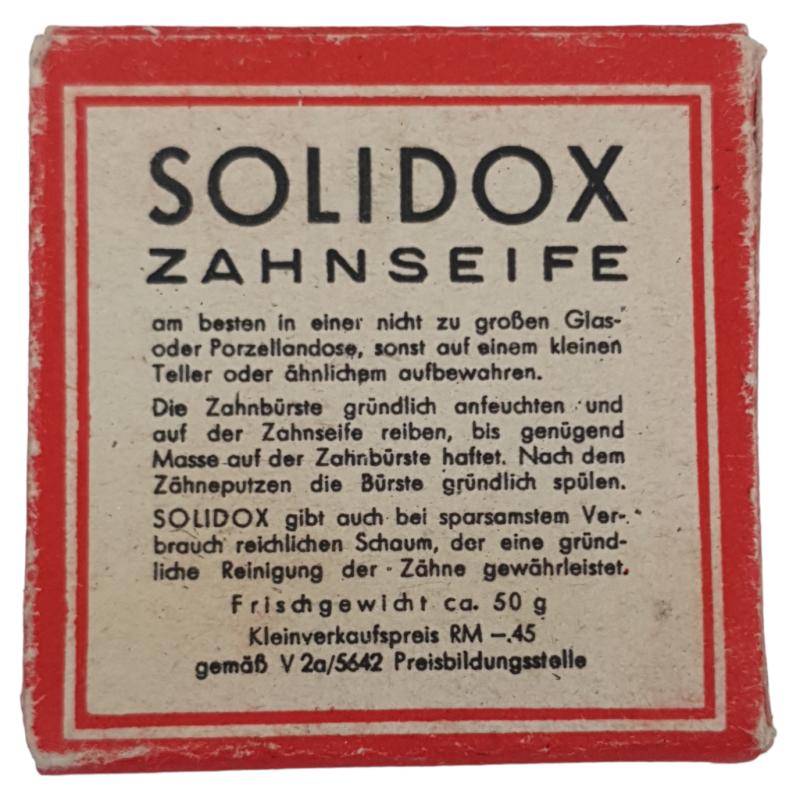 SOLIDOX
ZAHNSEIFE
am besten in einer nicht zu großen Glas-
oder Porzellandose, sonst auf einem kleinen
Teller oder ähnlichem aufbewahren.
Die Zahnbürste gründlich anfeuchten und
auf der Zahnseife reiben, bis genügend
Masse auf der Zahnbürste haftet. Nach dem
Zähneputzen die Bürste gründlich spülen.
SOLIDOX gibt auch bei sparsamstem Ver-
brauch reichlichen Schaum, der eine gründ-
liche Reinigung der Zähne gewährleistet.
Frischgewicht ca. 50 g
Kleinverkaufspreis RM –.45
gemäß V 2a/5642 Preisbildungsstelle